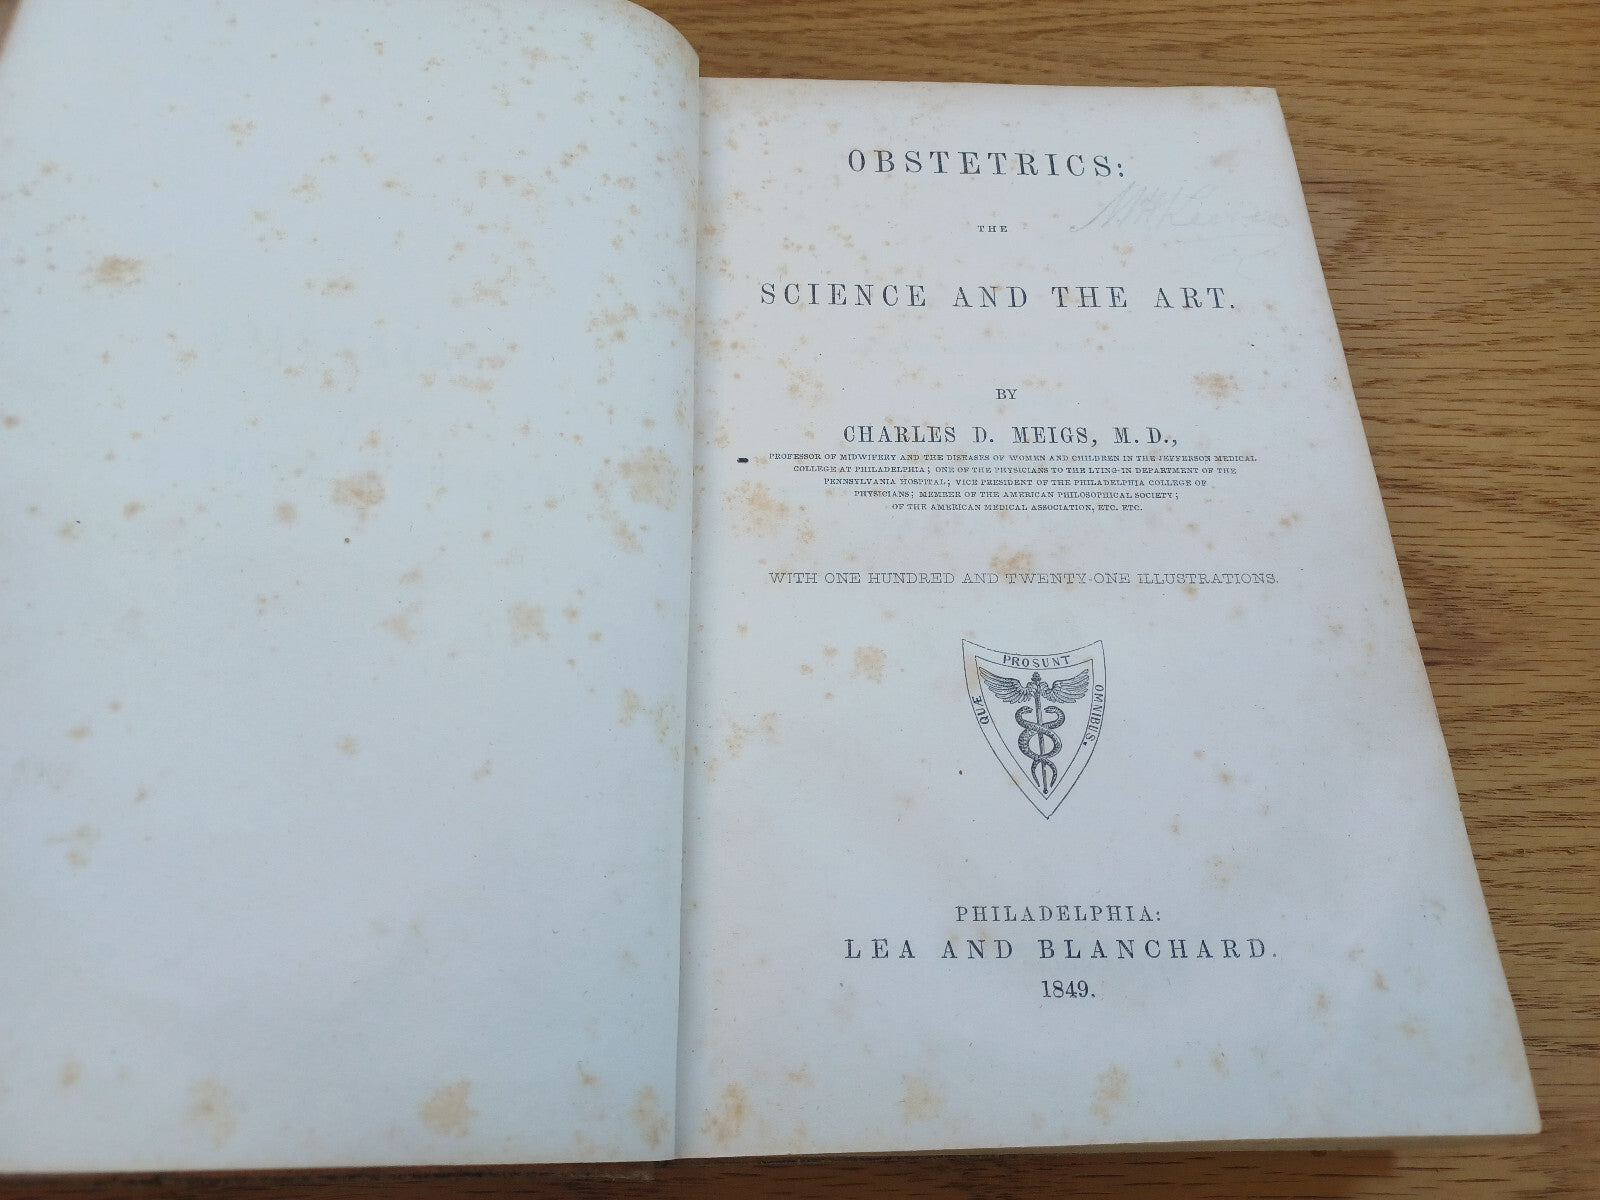 OBSTETRICS:
THE
SCIENCE AND THE ART.
BY
CHARLES D. MEIGS, M. D.,
PROFESSOR OF MIDWIFERY AND THE DISEASES OF WOMEN AND CHILDREN IN THE JEFFERSON MEDICAL
COLLEGE AT PHILADELPHIA; ONE OF THE PHYSICIANS TO THE LYING-IN DEPARTMENT OF THE
PENNSYLVANIA HOSPITAL; VICE PRESIDENT OF THE PHILADELPHIA COLLEGE OF
PHYSICIANS; MEMBER OF THE AMERICAN PHILOSOPHICAL SOCIETY;
OF THE AMERICAN MEDICAL ASSOCIATION, ETC. ETC.
WITH ONE HUNDRED AND TWENTY-ONE ILLUSTRATIONS.
QUÆ PROSUNT OMNIBUS.
PHILADELPHIA:
LEA AND BLANCHARD.
1849.